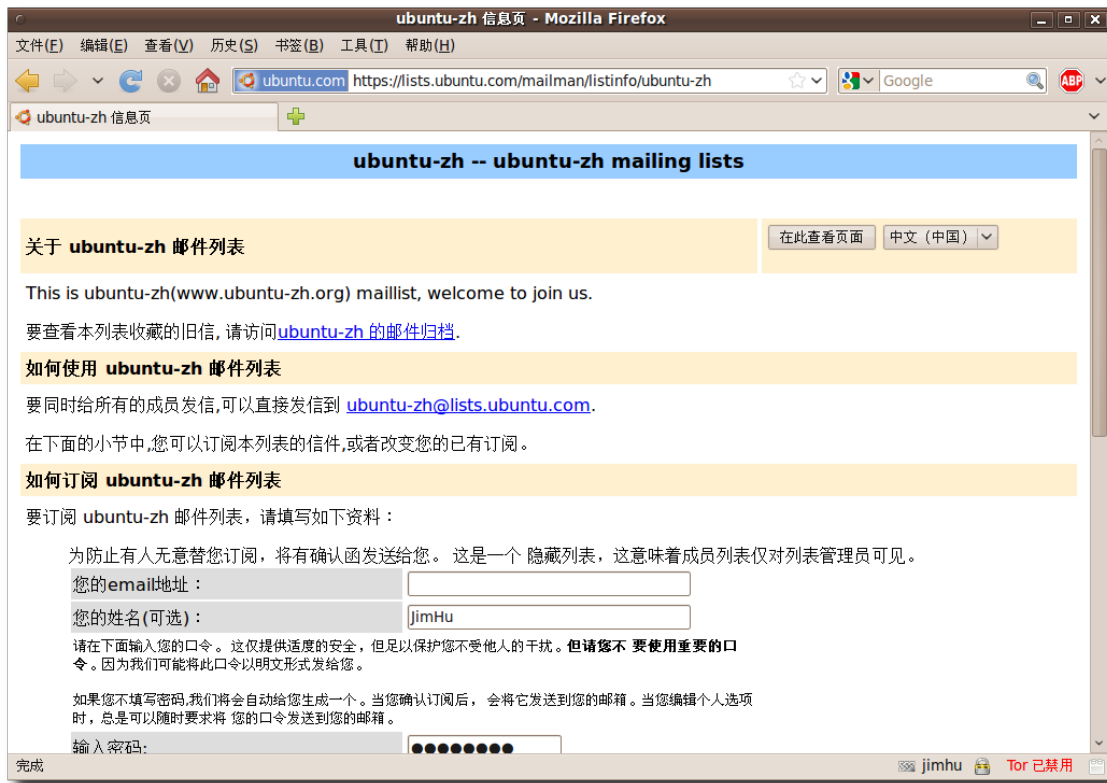 ubuntu-zh 信息页 - Mozilla Firefox
文件(F) 编辑(E) 查看(V) 历史(S) 书签(B) 工具(T) 帮助(H)
ubuntu.com https://lists.ubuntu.com/mailman/listinfo/ubuntu-zh Google ABP
ubuntu-zh 信息页
ubuntu-zh -- ubuntu-zh mailing lists
关于 ubuntu-zh 邮件列表 在此查看页面 中文（中国）
This is ubuntu-zh(www.ubuntu-zh.org) maillist, welcome to join us.
要查看本列表收藏的旧信, 请访问ubuntu-zh 的邮件归档.
如何使用 ubuntu-zh 邮件列表
要同时给所有的成员发信,可以直接发信到 ubuntu-zh@lists.ubuntu.com.
在下面的小节中,您可以订阅本列表的信件,或者改变您的已有订阅。
如何订阅 ubuntu-zh 邮件列表
要订阅 ubuntu-zh 邮件列表，请填写如下资料：
为防止有人无意替您订阅，将有确认函发送给您。 这是一个 隐藏列表，这意味着成员列表仅对列表管理员可见。
您的email地址：
您的姓名(可选)： JimHu
请在下面输入您的口令。这仅提供适度的安全，但足以保护您不受他人的干扰。但请您不 要使用重要的口
令。因为我们可能将此口令以明文形式发给您。
如果您不填写密码,我们将会自动给您生成一个。当您确认订阅后， 会将它发送到您的邮箱。当您编辑个人选项
时，总是可以随时要求将 您的口令发送到您的邮箱。
输入密码: ●●●●●●●●
完成 jimhu Tor 已禁用